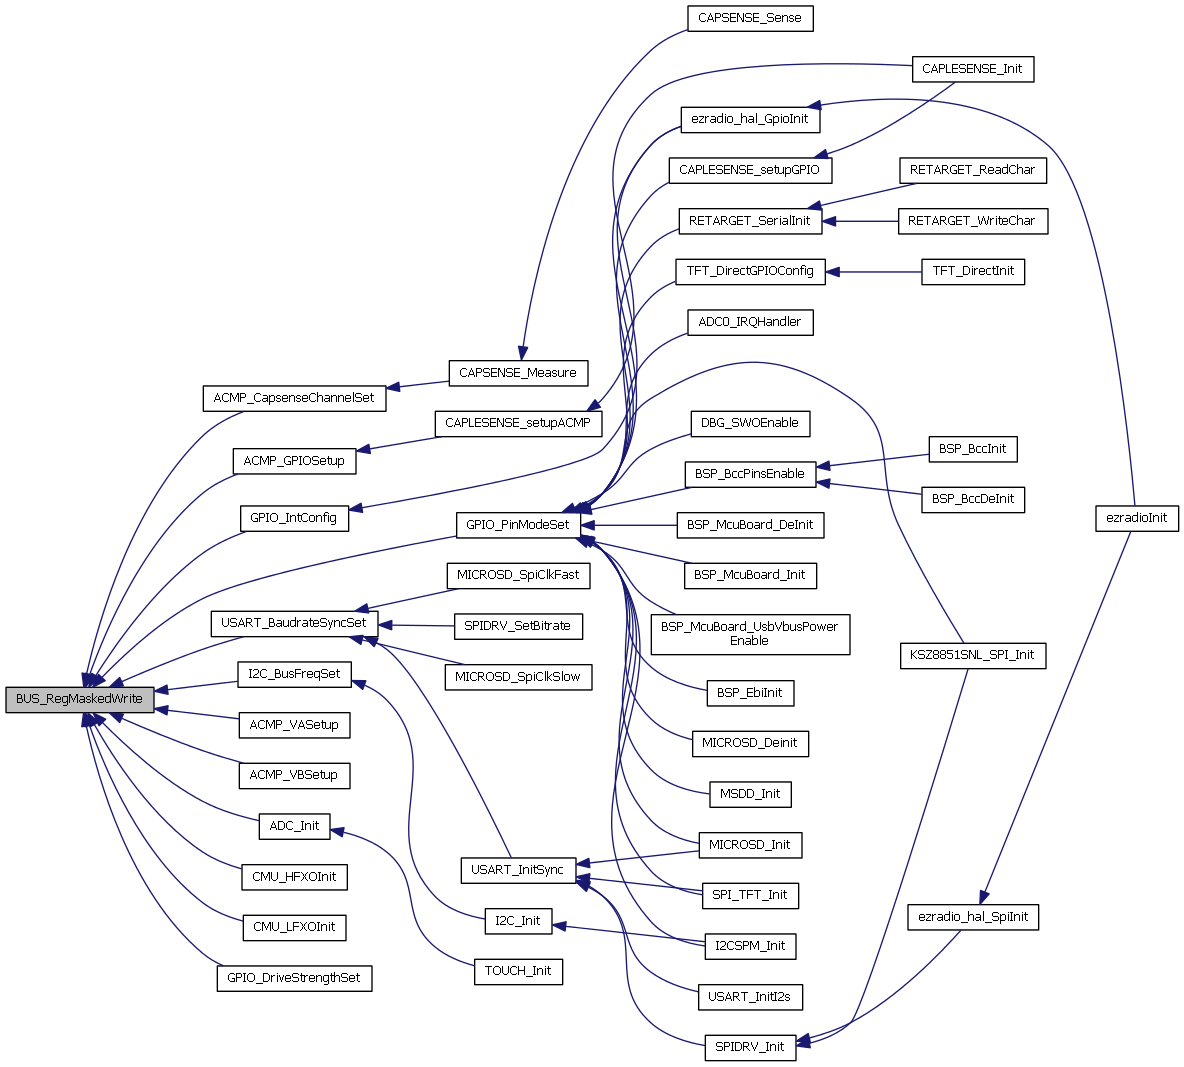 CAPSENSE_Sense
CAPLESENSE_Init
ezradio_hal_GpioInit
CAPLESENSE_setupGPIO
RETARGET_ReadChar
RETARGET_SerialInit
RETARGET_WriteChar
TFT_DirectGPIOConfig
TFT_DirectInit
ADC0_IRQHandler
CAPSENSE_Measure
ACMP_CapsenseChannelSet
CAPLESENSE_setupACMP
DBG_SWOEnable
BSP_BccInit
ACMP_GPIOSetup
BSP_BccPinsEnable
BSP_BccDeInit
GPIO_IntConfig
GPIO_PinModeSet
BSP_McuBoard_DeInit
ezradioInit
MICROSD_SpiClkFast
BSP_McuBoard_Init
USART_BaudrateSyncSet
SPIDRV_SetBitrate
BSP_McuBoard_UsbVbusPower
Enable
KSZ8851SNL_SPI_Init
I2C_BusFreqSet
MICROSD_SpiClkSlow
BUS_RegMaskedWrite
BSP_EbiInit
ACMP_VASetup
MICROSD_Deinit
ACMP_VBSetup
MSDD_Init
ADC_Init
MICROSD_Init
CMU_HFXOInit
USART_InitSync
SPI_TFT_Init
CMU_LFXOInit
I2C_Init
ezradio_hal_SpiInit
I2CSPM_Init
GPIO_DriveStrengthSet
TOUCH_Init
USART_InitI2s
SPIDRV_Init